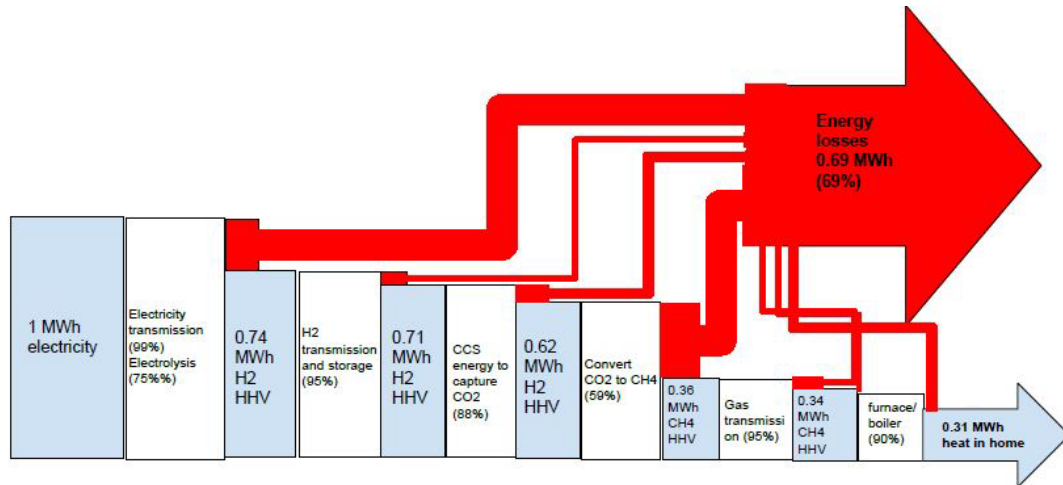 Energy
losses
0.69 MWh
(69%)
1 MWh
electricity
Electricity
transmission
(99%)
Electrolysis
(75%%)
0.74
MWh
H2
HHV
H2
transmission
and storage
(95%)
0.71
MWh
H2
HHV
CCS
energy to
capture
CO2
(88%)
0.62
MWh
H2
HHV
Convert
CO2 to CH4
(59%)
0.36
MWh
CH4
HHV
Gas
transmissi
on (95%)
0.34
MWh
CH4
HHV
furnace/
boiler
(90%)
0.31 MWh
heat in home